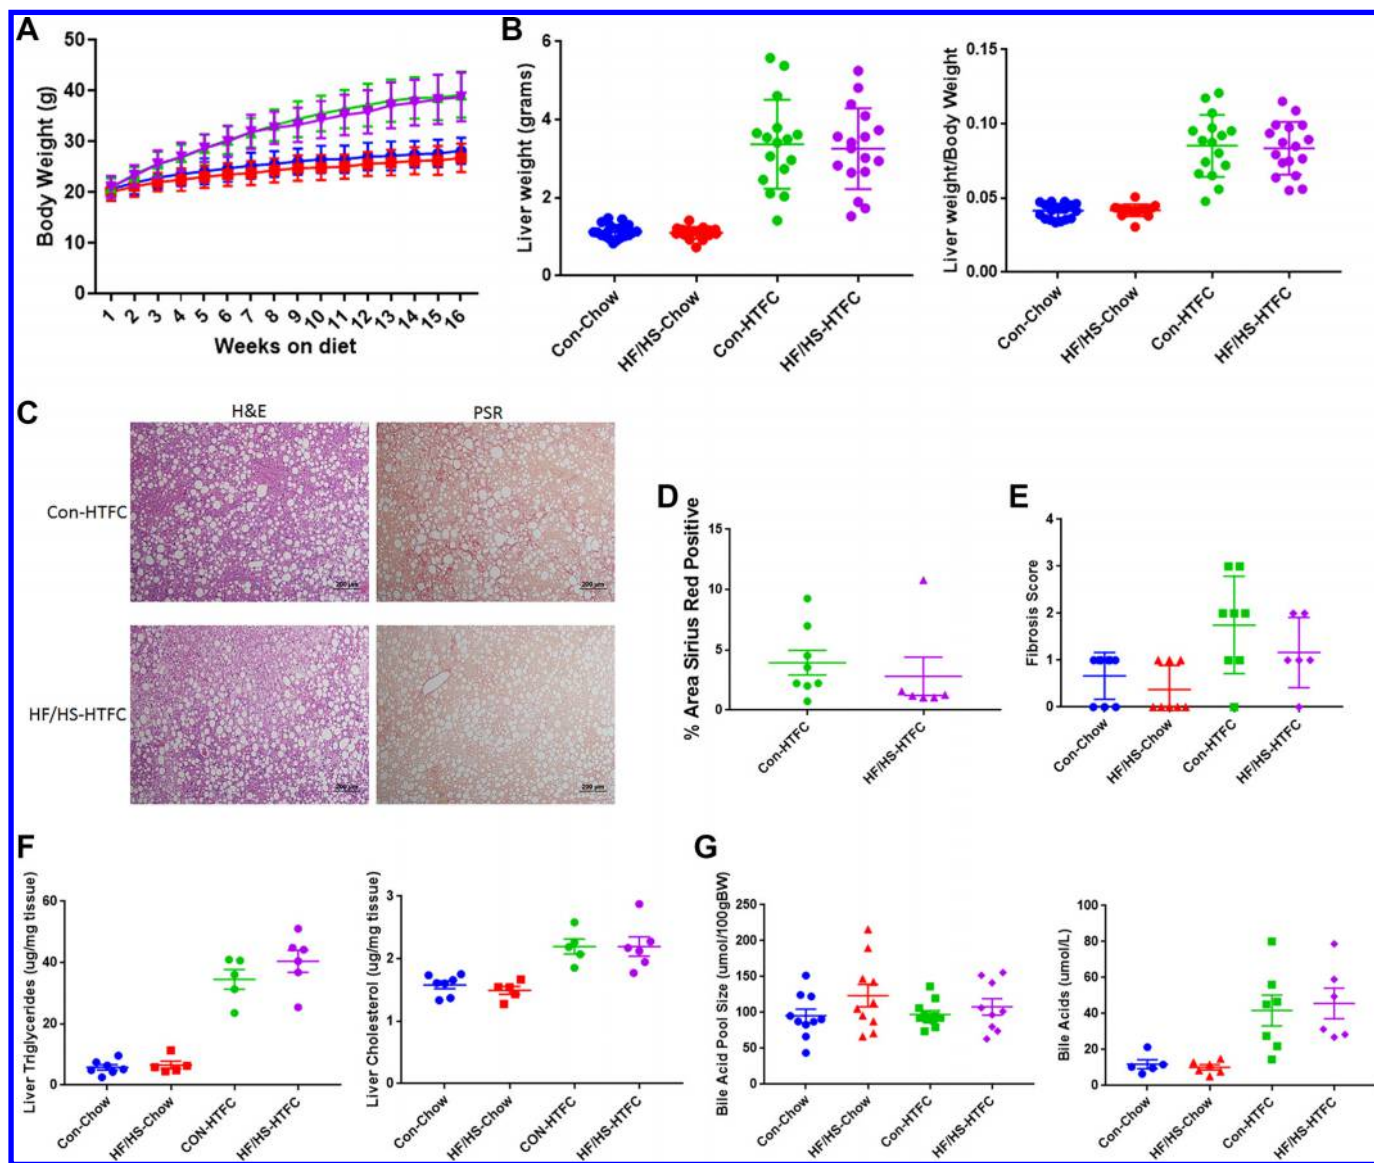 A
Body Weight (g)
50
40
30
20
10
0
1 2 3 4 5 6 7 8 9 10 11 12 13 14 15 16
Weeks on diet
B
Liver weight (grams)
6
4
2
0
Con-Chow
HF/HS-Chow
Con-HTFC
HF/HS-HTFC
Liver weight/Body Weight
0.15
0.10
0.05
0.00
Con-Chow
HF/HS-Chow
Con-HTFC
HF/HS-HTFC
C
H&E
PSR
Con-HTFC
200 µm
200 µm
HF/HS-HTFC
200 µm
200 µm
D
% Area Sirius Red Positive
15
10
5
0
Con-HTFC
HF/HS-HTFC
E
Fibrosis Score
4
3
2
1
0
Con-Chow
HF/HS-Chow
Con-HTFC
HF/HS-HTFC
F
Liver Triglycerides (ug/mg tissue)
60
40
20
0
Con-Chow
HF/HS-Chow
CON-HTFC
HF/HS-HTFC
Liver Cholesterol (ug/mg tissue)
3
2
1
0
Con-Chow
HF/HS-Chow
CON-HTFC
HF/HS-HTFC
G
Bile Acid Pool Size (umol/100gBW)
250
200
150
100
50
0
Con-Chow
HF/HS-Chow
Con-HTFC
HF/HS-HTFC
Bile Acids (umol/L)
100
80
60
40
20
0
Con-Chow
HF/HS-Chow
Con-HTFC
HF/HS-HTFC